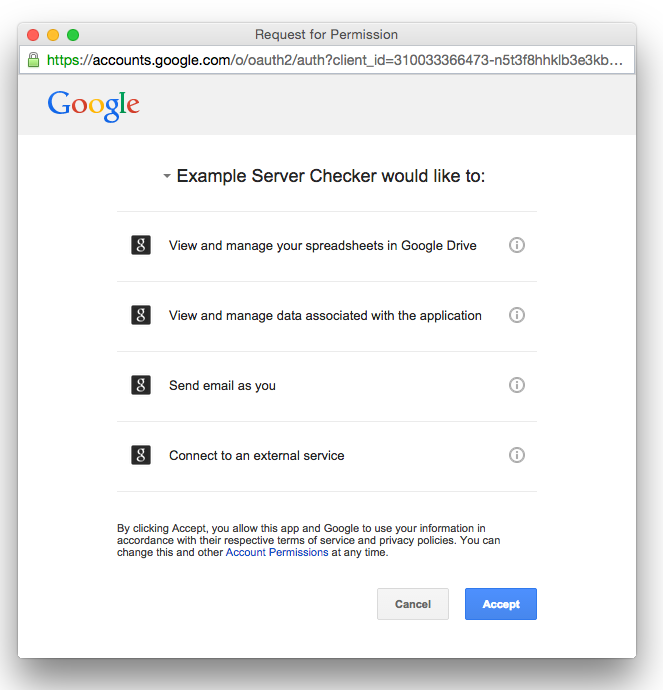 Request for Permission
https://accounts.google.com/o/oauth2/auth?client_id=310033366473-n5t3f8hhklb3e3kb...
Google
Example Server Checker would like to:
View and manage your spreadsheets in Google Drive
View and manage data associated with the application
Send email as you
Connect to an external service
By clicking Accept, you allow this app and Google to use your information in
accordance with their respective terms of service and privacy policies. You can
change this and other Account Permissions at any time.
Cancel Accept